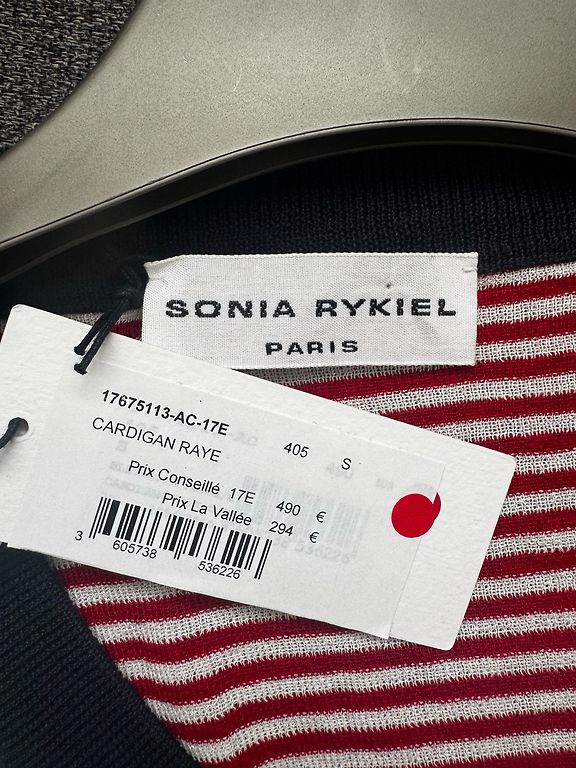 SONIA RYKIEL
PARIS
17675113-AC-17E
CARDIGAN RAYE 405 S
Prix Conseillé 17E 490 €
Prix La Vallée 294 €
3 605738 536226